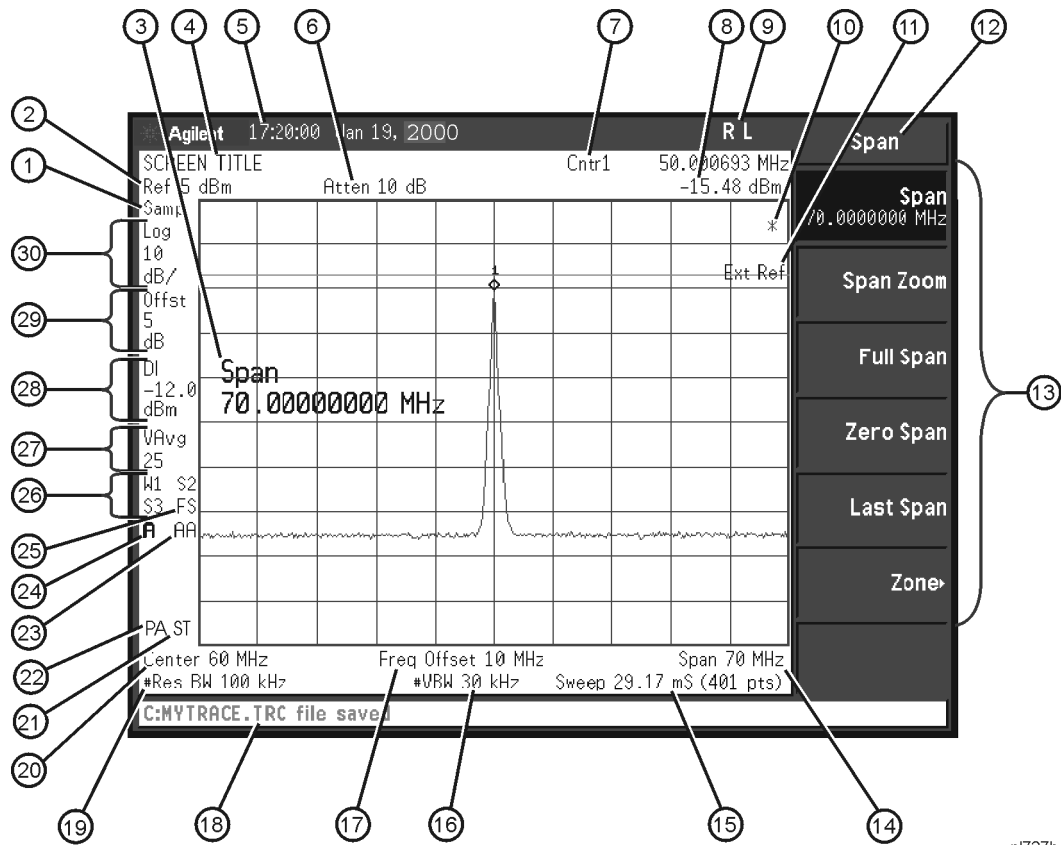 3 4 5 6 7 8 9 10 11 12
2
1
30
29
28
27
26
25
24
23
22
21
20
19 18 17 16 15 14
13
Agilent 17:20:00 Jan 19, 2000 R L
SCREEN TITLE Cntr1 50.000693 MHz
Ref 5 dBm Atten 10 dB -15.48 dBm
Samp
Log
10
dB/
Offst
5
dB
DI
-12.0
dBm
VAvg
25
W1 S2
S3 FS
A AA
PA ST
*
Ext Ref
1
Span
70.00000000 MHz
Center 60 MHz Freq Offset 10 MHz Span 70 MHz
#Res BW 100 kHz #VBW 30 kHz Sweep 29.17 mS (401 pts)
C:MYTRACE.TRC file saved
Span
Span
70.0000000 MHz
Span Zoom
Full Span
Zero Span
Last Span
Zone▸